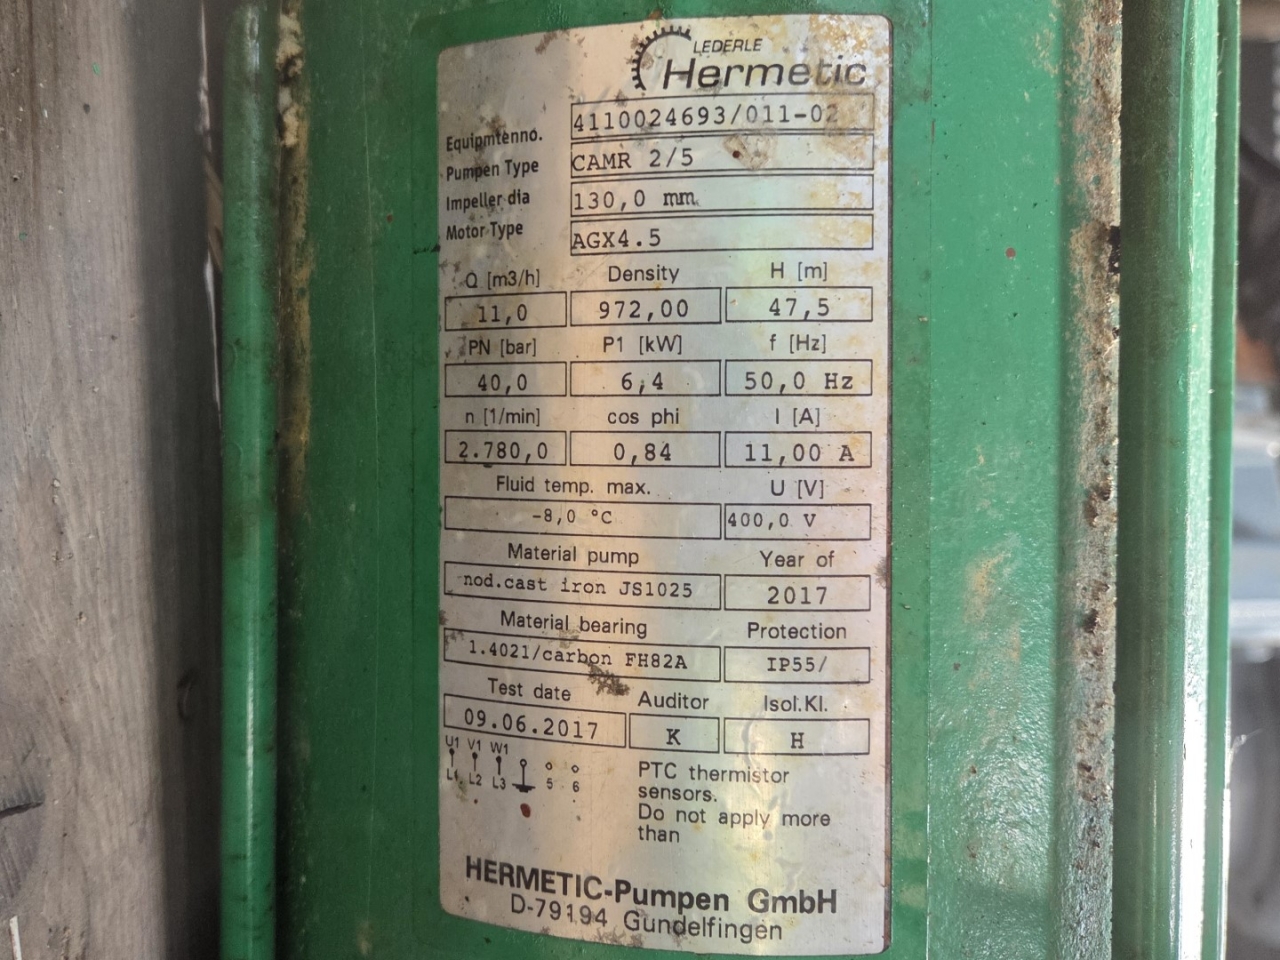 LEDERLE
Hermetic
Equipmtenno. 4110024693/011-02
Pumpen Type CAMR 2/5
Impeller dia 130,0 mm
Motor Type AGX4.5
Q [m3/h] Density H [m]
11,0 972,00 47,5
PN [bar] P1 [kW] f [Hz]
40,0 6,4 50,0 Hz
n [1/min] cos phi I [A]
2.780,0 0,84 11,00 A
Fluid temp. max. U [V]
-8,0 °C 400,0 V
Material pump Year of
nod.cast iron JS1025 2017
Material bearing Protection
1.4021/carbon FH82A IP55/
Test date Auditor Isol.Kl.
09.06.2017 K H
U1 V1 W1
L1 L2 L3 5 6
PTC thermistor
sensors.
Do not apply more
than
HERMETIC-Pumpen GmbH
D-79194 Gundelfingen